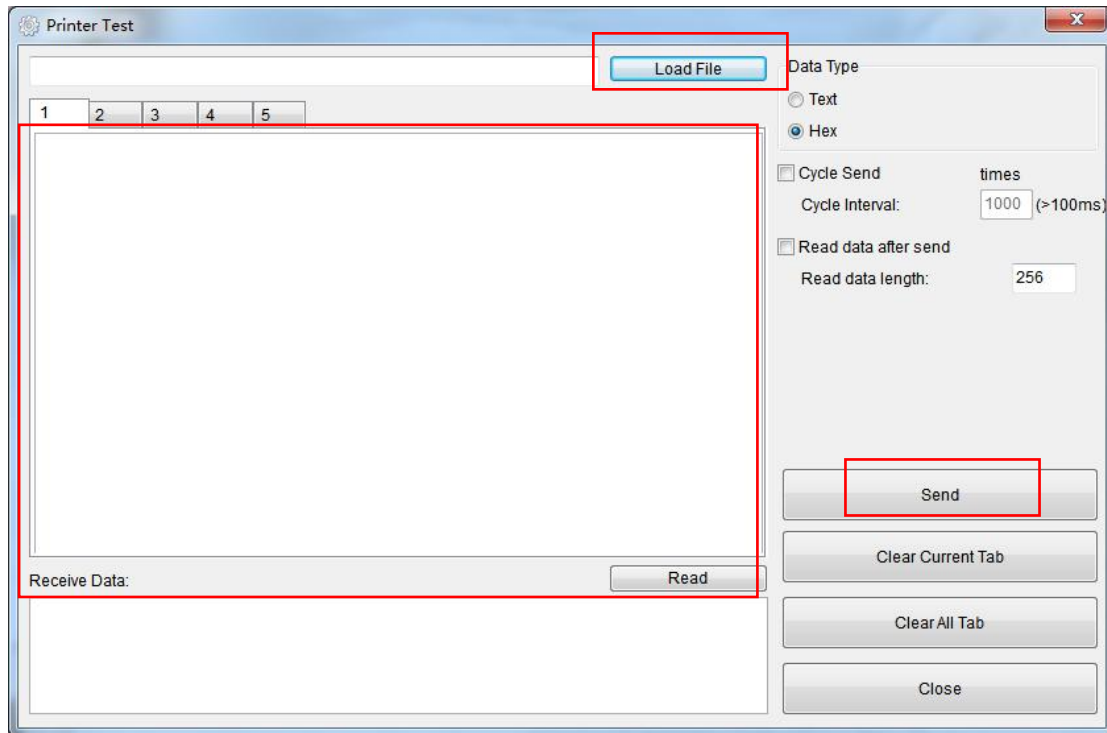 Printer Test
Load File
Data Type
Text
Hex
1 2 3 4 5
Cycle Send times
Cycle Interval: 1000 (>100ms)
Read data after send
Read data length: 256
Send
Clear Current Tab
Receive Data: Read
Clear All Tab
Close